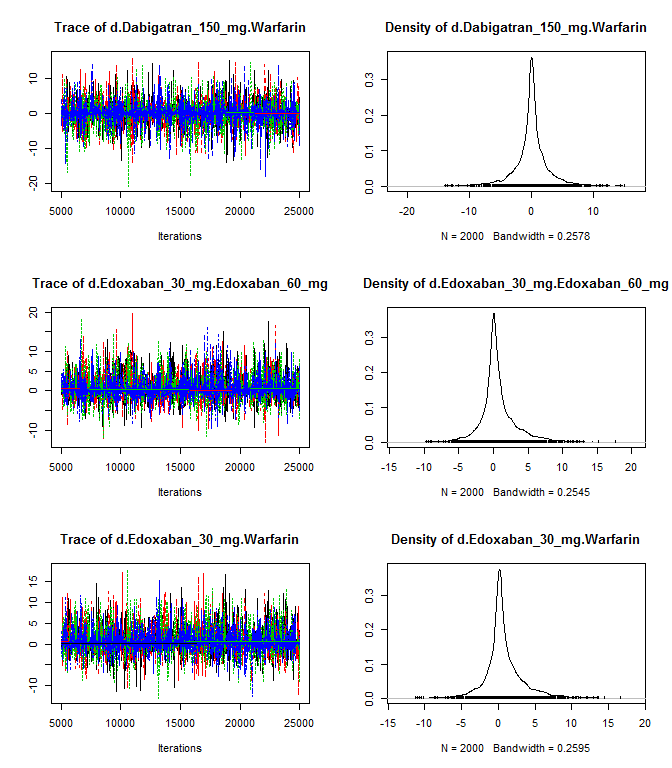 Trace of d.Dabigatran_150_mg.Warfarin
10
0
-10
-20
5000 10000 15000 20000 25000
Iterations
Density of d.Dabigatran_150_mg.Warfarin
0.3
0.2
0.1
0.0
-20 -10 0 10
N = 2000 Bandwidth = 0.2578
Trace of d.Edoxaban_30_mg.Edoxaban_60_mg
20
10
5
0
-10
5000 10000 15000 20000 25000
Iterations
Density of d.Edoxaban_30_mg.Edoxaban_60_mg
0.3
0.2
0.1
0.0
-15 -10 -5 0 5 10 15 20
N = 2000 Bandwidth = 0.2545
Trace of d.Edoxaban_30_mg.Warfarin
15
10
5
0
-10
5000 10000 15000 20000 25000
Iterations
Density of d.Edoxaban_30_mg.Warfarin
0.3
0.2
0.1
0.0
-15 -10 -5 0 5 10 15 20
N = 2000 Bandwidth = 0.2595